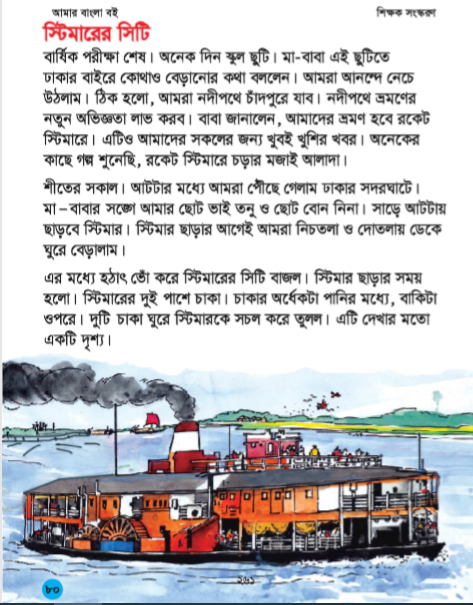 আমার বাংলা বই
শিক্ষক সংস্করণ
স্টিমারের সিটি
বার্ষিক পরীক্ষা শেষ। অনেক দিন স্কুল ছুটি। মা-বাবা এই ছুটিতে
ঢাকার বাইরে কোথাও বেড়ানোর কথা বললেন। আমরা আনন্দে নেচে
উঠলাম। ঠিক হলো, আমরা নদীপথে চাঁদপুরে যাব। নদীপথে ভ্রমণের
নতুন অভিজ্ঞতা লাভ করব। বাবা জানালেন, আমাদের ভ্রমণ হবে রকেট
স্টিমারে। এটিও আমাদের সকলের জন্য খুবই খুশির খবর। অনেকের
কাছে গল্প শুনেছি, রকেট স্টিমারে চড়ার মজাই আলাদা।
শীতের সকাল। আটটার মধ্যে আমরা পৌঁছে গেলাম ঢাকার সদরঘাটে।
মা–বাবার সঙ্গে আমার ছোট ভাই তনু ও ছোট বোন নিনা। সাড়ে আটটায়
ছাড়বে স্টিমার। স্টিমার ছাড়ার আগেই আমরা নিচতলা ও দোতলায় ডেকে
ঘুরে বেড়ালাম।
এর মধ্যে হঠাৎ ভোঁ করে স্টিমারের সিটি বাজল। স্টিমার ছাড়ার সময়
হলো। স্টিমারের দুই পাশে চাকা। চাকার অর্ধেকটা পানির মধ্যে, বাকিটা
ওপরে। দুটি চাকা ঘুরে স্টিমারকে সচল করে তুলল। এটি দেখার মতো
একটি দৃশ্য।
৮০
২৬১